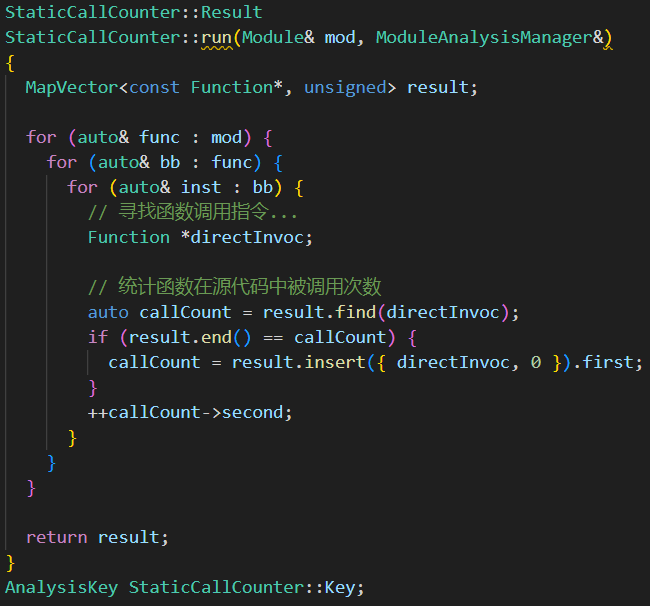 StaticCallCounter::Result
StaticCallCounter::run(Module& mod, ModuleAnalysisManager&)
{
  MapVector<const Function*, unsigned> result;

  for (auto& func : mod) {
    for (auto& bb : func) {
      for (auto& inst : bb) {
        // 寻找函数调用指令...
        Function *directInvoc;

        // 统计函数在源代码中被调用次数
        auto callCount = result.find(directInvoc);
        if (result.end() == callCount) {
          callCount = result.insert({ directInvoc, 0 }).first;
        }
        ++callCount->second;
      }
    }
  }

  return result;
}
AnalysisKey StaticCallCounter::Key;